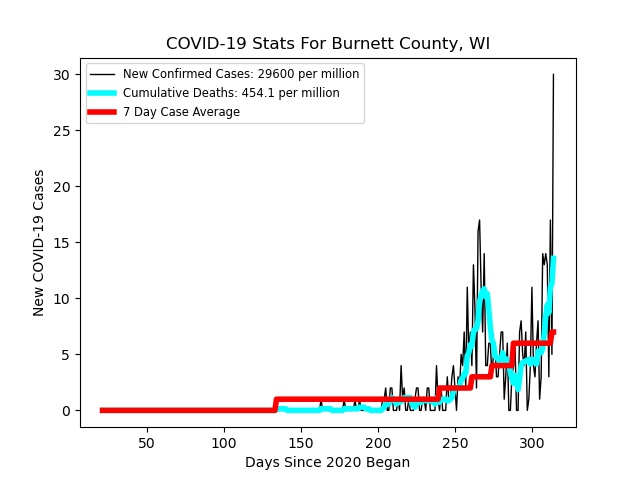 COVID-19 Stats For Burnett County, WI
New Confirmed Cases: 29600 per million
Cumulative Deaths: 454.1 per million
7 Day Case Average
New COVID-19 Cases
30
25
20
15
10
5
0
50 100 150 200 250 300
Days Since 2020 Began